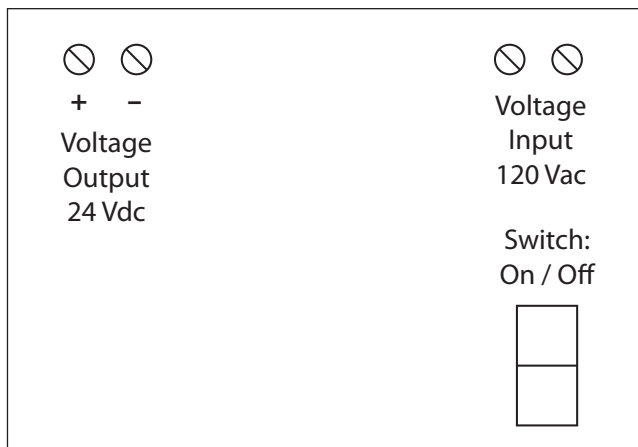 + –
Voltage
Output
24 Vdc
Voltage
Input
120 Vac
Switch:
On / Off